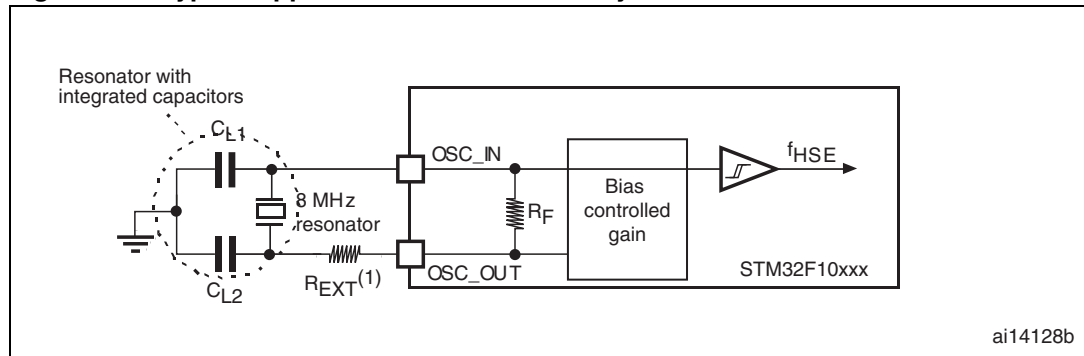 Resonator with
integrated capacitors
CL1
OSC_IN
fHSE
8 MHz
resonator
RF
Bias
controlled
gain
OSC_OUT
STM32F10xxx
REXT(1)
CL2
ai14128b